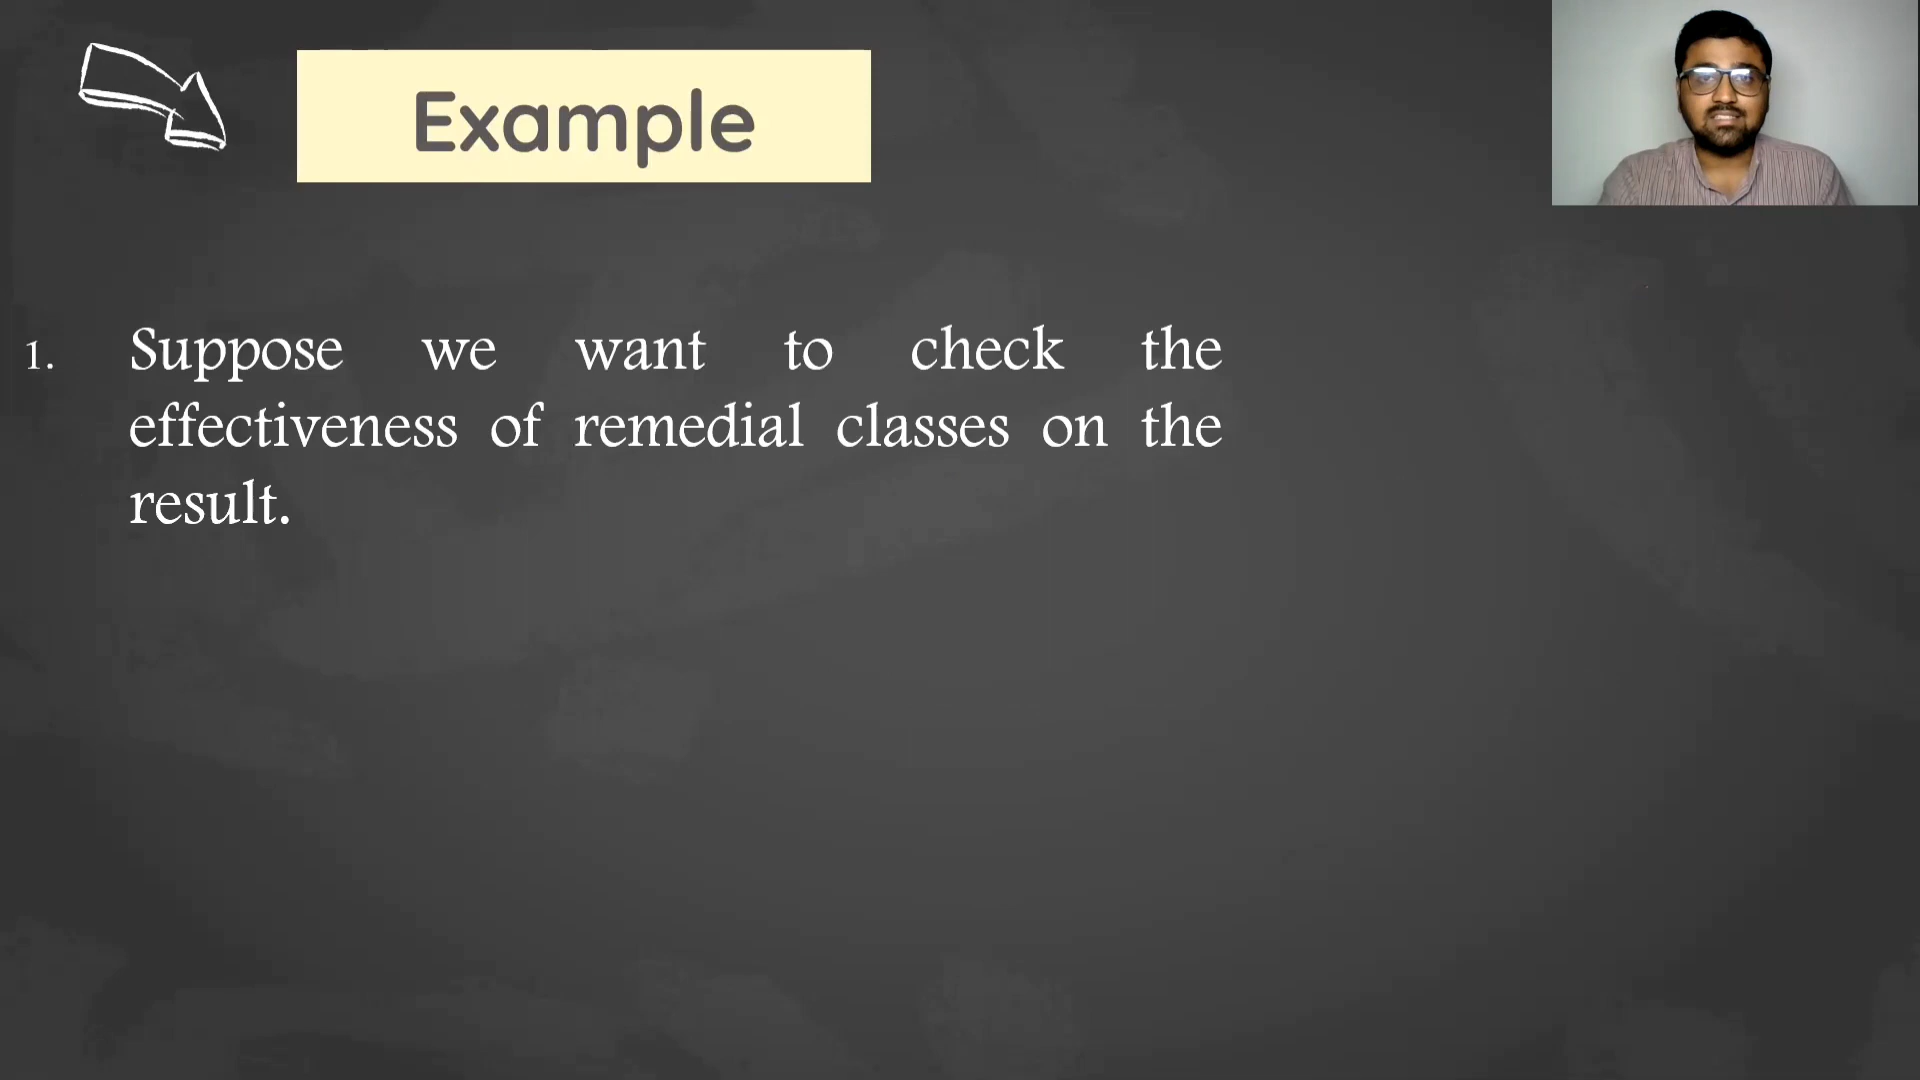 Example
1. Suppose we want to check the
effectiveness of remedial classes on the
result.